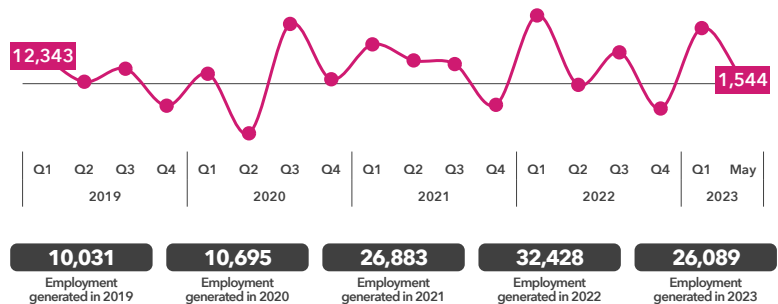 12,343
1,544
Q1 Q2 Q3 Q4 Q1 Q2 Q3 Q4 Q1 Q2 Q3 Q4 Q1 Q2 Q3 Q4 Q1 May
2019 2020 2021 2022 2023
10,031 10,695 26,883 32,428 26,089
Employment Employment Employment Employment Employment
generated in 2019 generated in 2020 generated in 2021 generated in 2022 generated in 2023